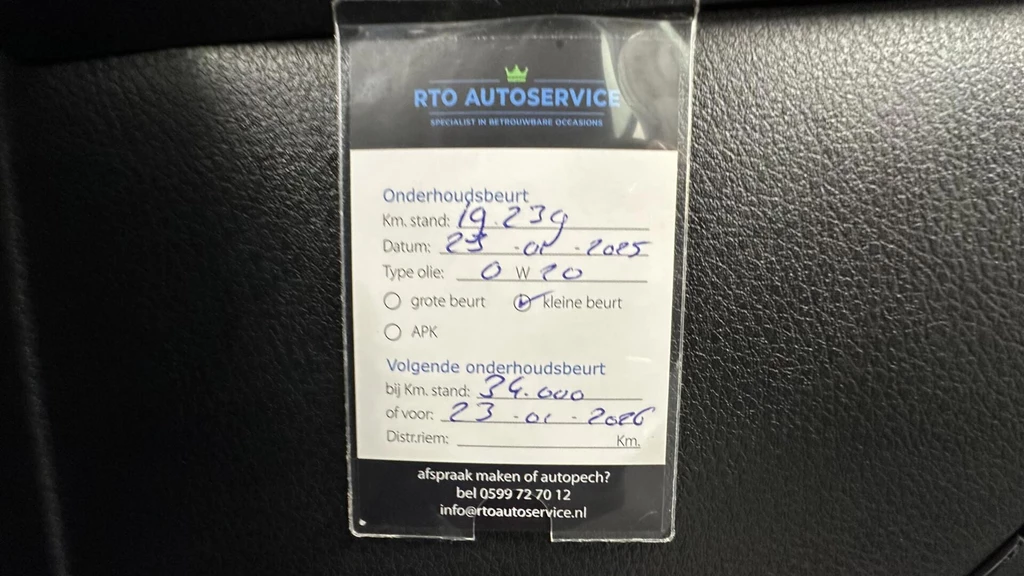 RTO AUTOSERVICE
SPECIALIST IN BETROUWBARE OCCASIONS
Onderhoudsbeurt
Km. stand: 19.239
Datum: 23 - 01 - 2025
Type olie: 0 W 20
grote beurt kleine beurt
APK
Volgende onderhoudsbeurt
bij Km. stand: 34.000
of voor: 23 - 01 - 2026
Distr.riem: Km.
afspraak maken of autopech?
bel 0599 72 70 12
info@rtoautoservice.nl